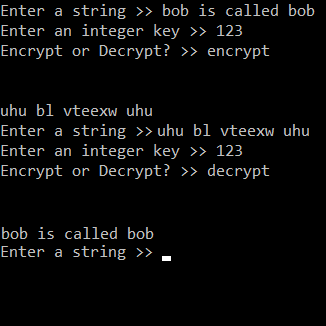 Enter a string >> bob is called bob
Enter an integer key >> 123
Encrypt or Decrypt? >> encrypt
uhu bl vteexw uhu
Enter a string >> uhu bl vteexw uhu
Enter an integer key >> 123
Encrypt or Decrypt? >> decrypt
bob is called bob
Enter a string >>